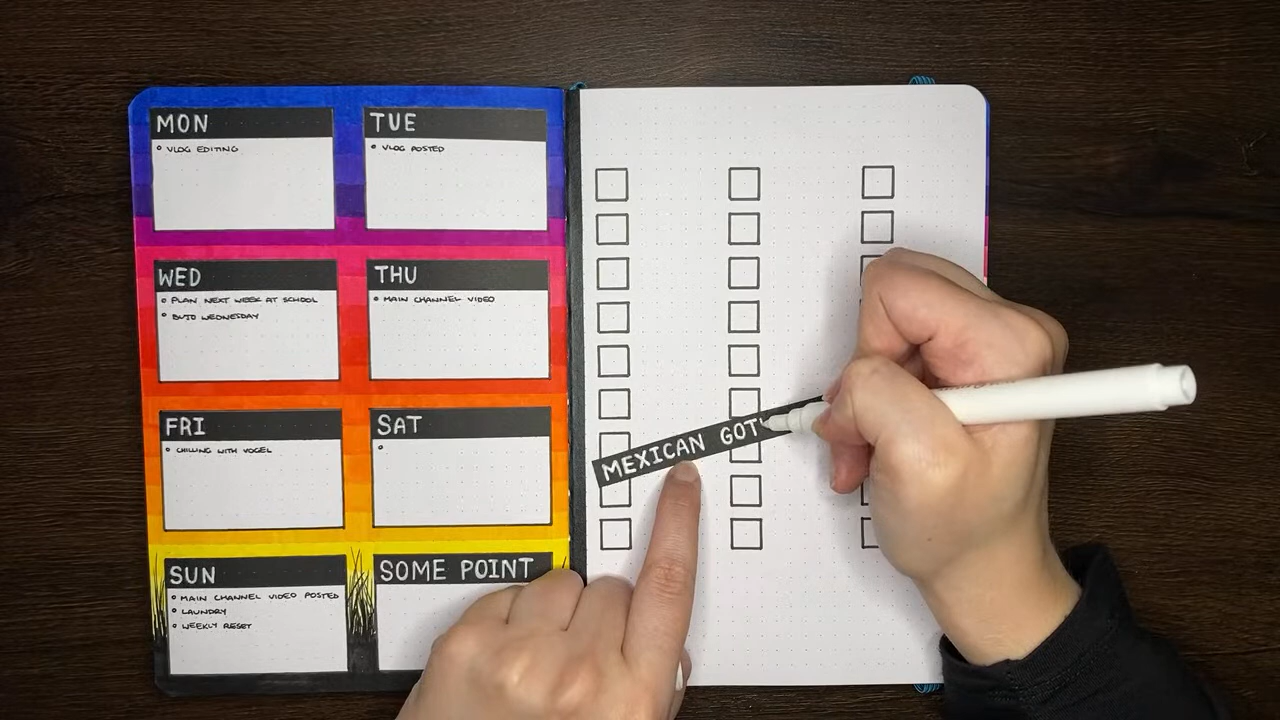 MON
VLOG EDITING
TUE
VLOG POSTED
WED
PLAN NEXT WEEK AT SCHOOL
BUJO WEDNESDAY
THU
MAIN CHANNEL VIDEO
FRI
CHILLING WITH VOGEL
SAT
SUN
MAIN CHANNEL VIDEO POSTED
LAUNDRY
WEEKLY RESET
SOME POINT
MEXICAN GOT